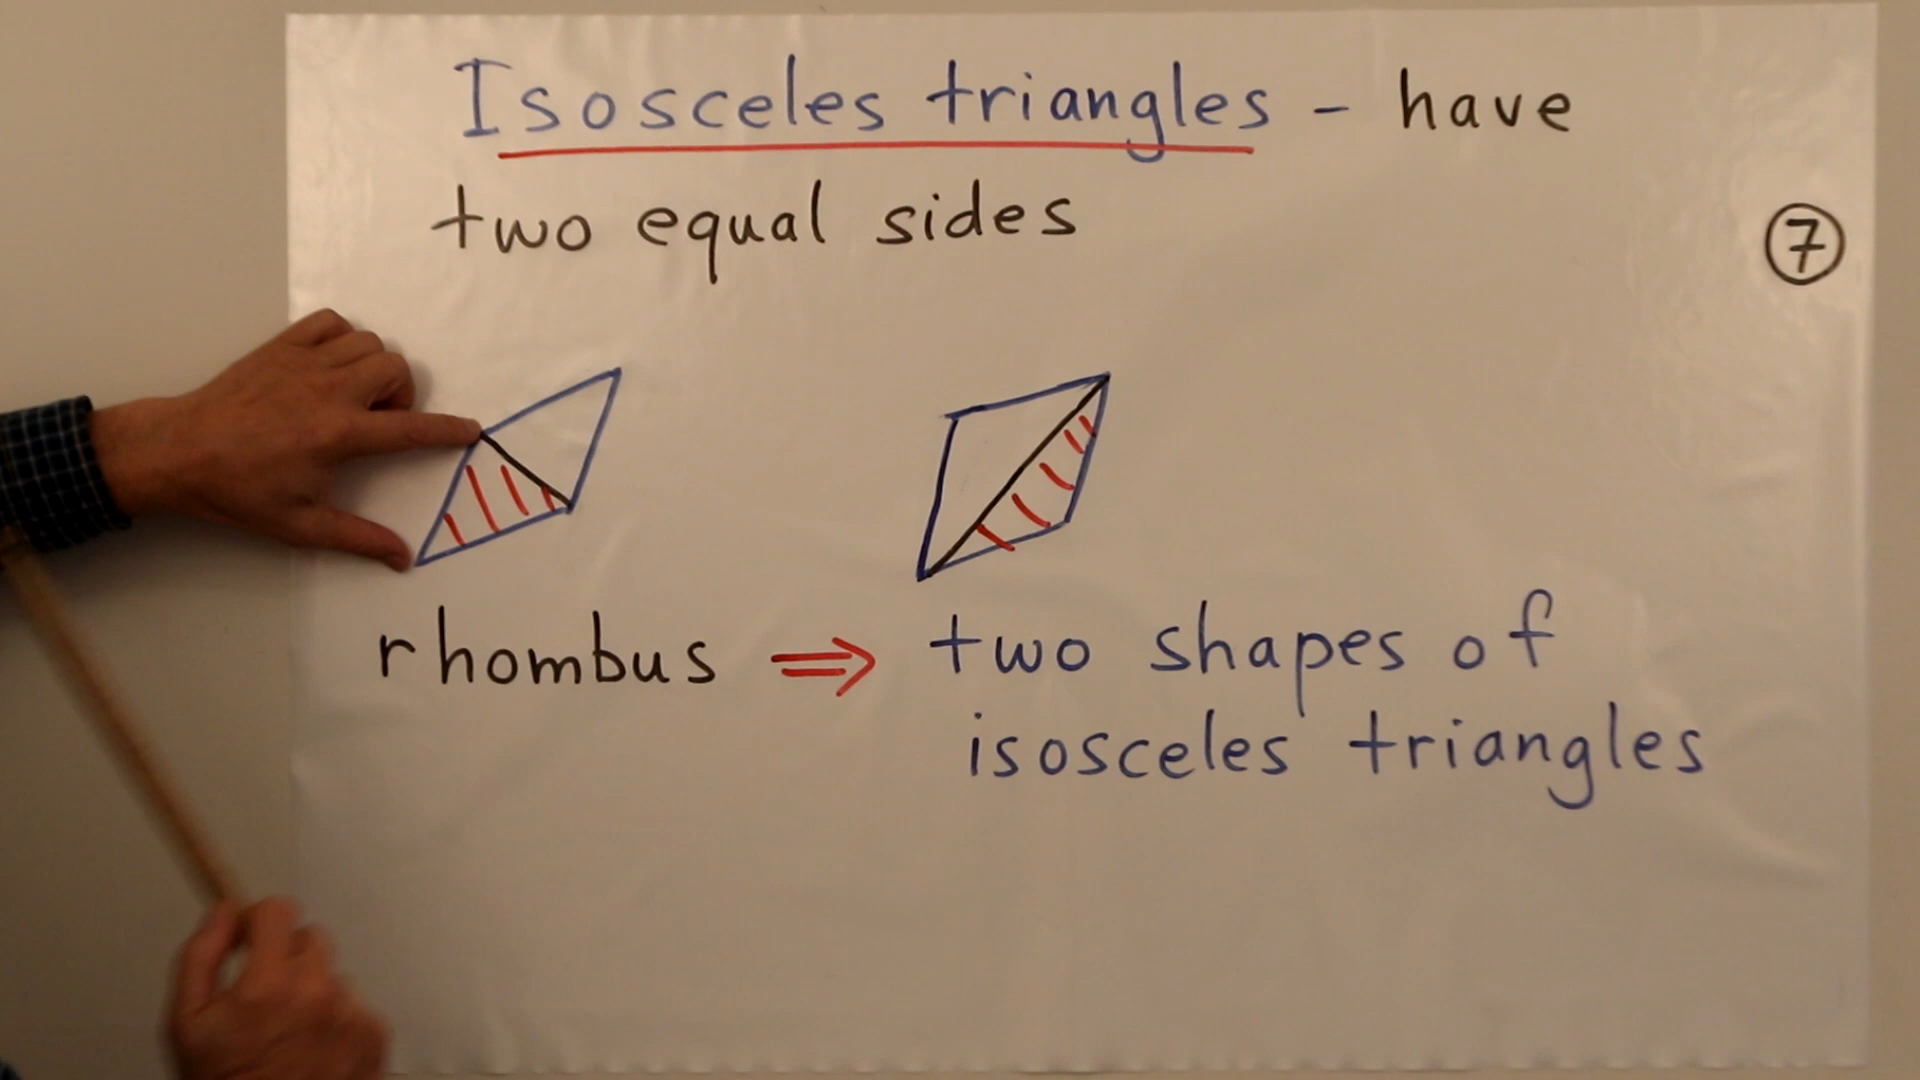 Isosceles triangles - have
two equal sides
7
rhombus ⇒ two shapes of
isosceles triangles